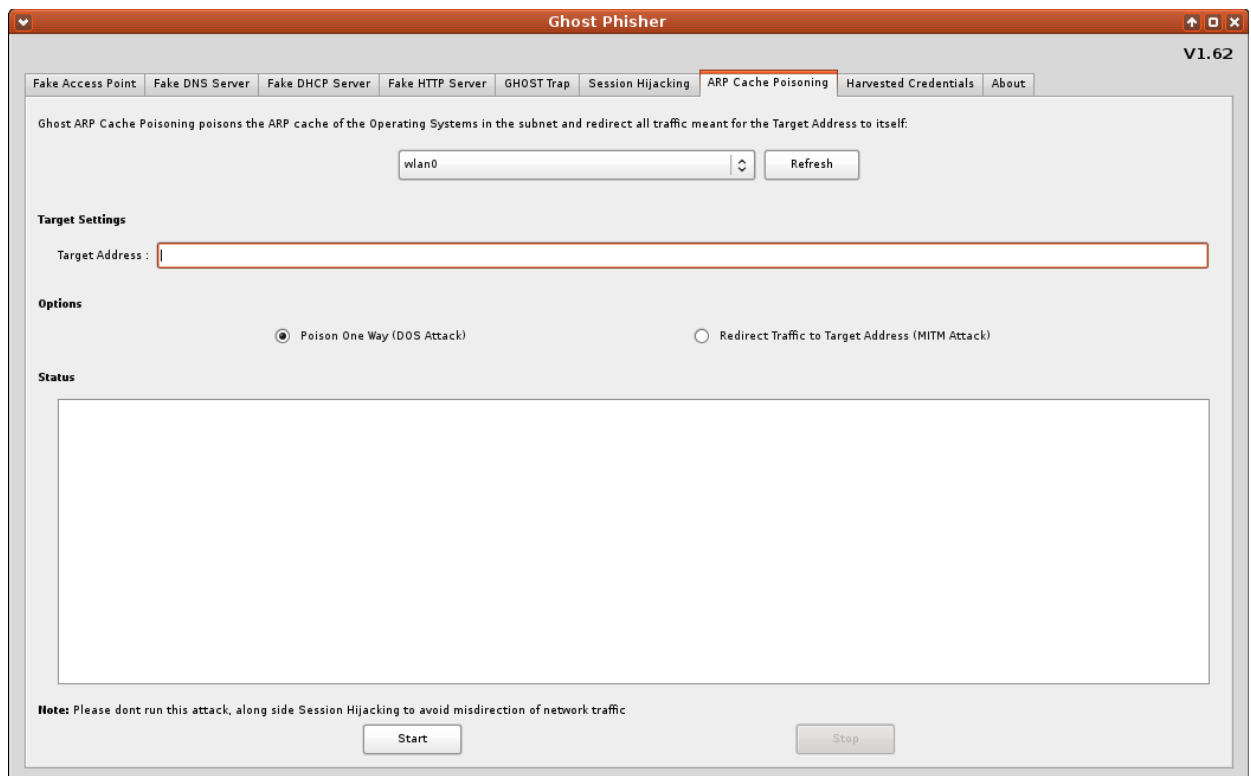 Ghost Phisher
V1.62
Fake Access Point Fake DNS Server Fake DHCP Server Fake HTTP Server GHOST Trap Session Hijacking ARP Cache Poisoning Harvested Credentials About
Ghost ARP Cache Poisoning poisons the ARP cache of the Operating Systems in the subnet and redirect all traffic meant for the Target Address to itself:
wlan0 Refresh
Target Settings
Target Address :
Options
Poison One Way (DOS Attack) Redirect Traffic to Target Address (MITM Attack)
Status
Note: Please dont run this attack, along side Session Hijacking to avoid misdirection of network traffic
Start Stop